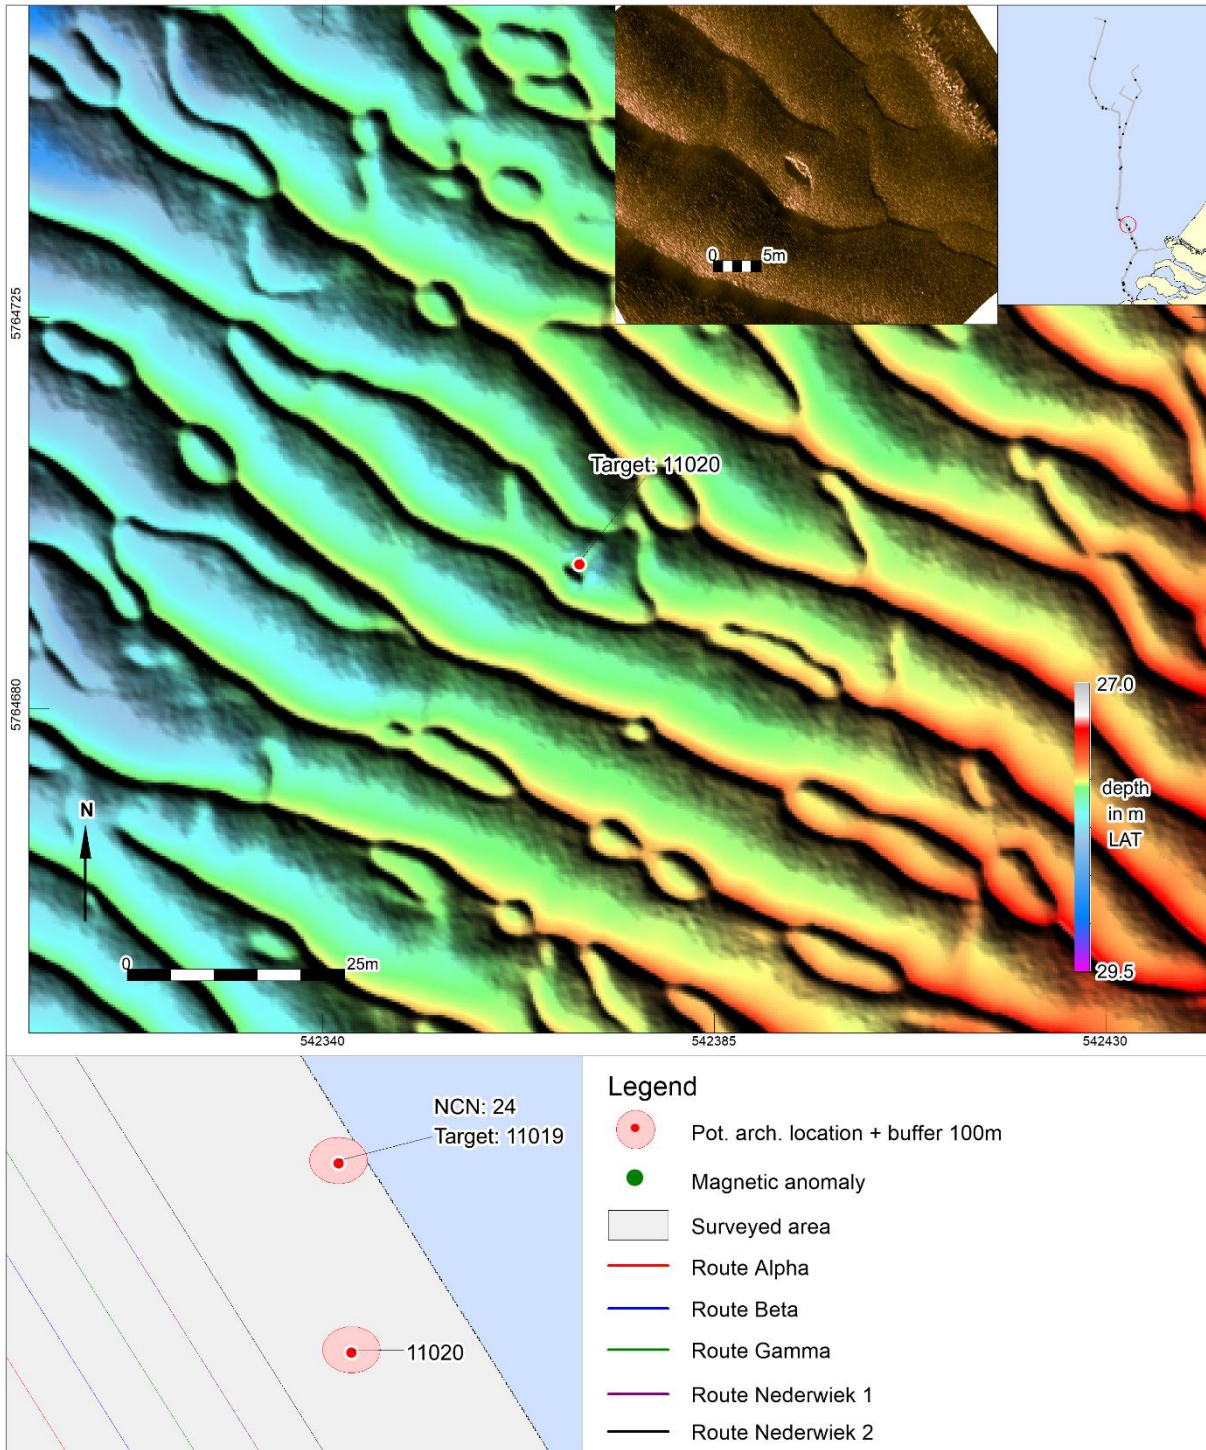 0
5m
5764725
Target: 11020
5764680
27.0
depth
in m
LAT
29.5
N
0
25m
542340
542385
542430
NCN: 24
Target: 11019
11020
Legend
Pot. arch. location + buffer 100m
Magnetic anomaly
Surveyed area
Route Alpha
Route Beta
Route Gamma
Route Nederwiek 1
Route Nederwiek 2